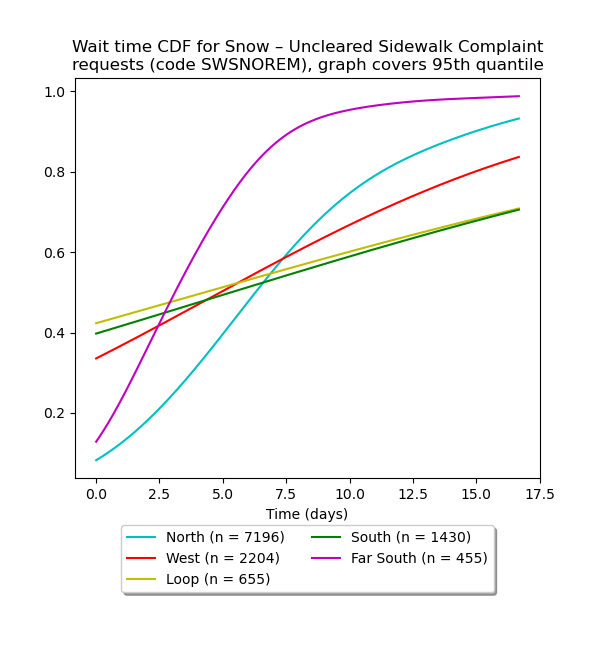 Wait time CDF for Snow – Uncleared Sidewalk Complaint
requests (code SWSNOREM), graph covers 95th quantile
1.0
0.8
0.6
0.4
0.2
0.0 2.5 5.0 7.5 10.0 12.5 15.0 17.5
Time (days)
North (n = 7196) South (n = 1430)
West (n = 2204) Far South (n = 455)
Loop (n = 655)